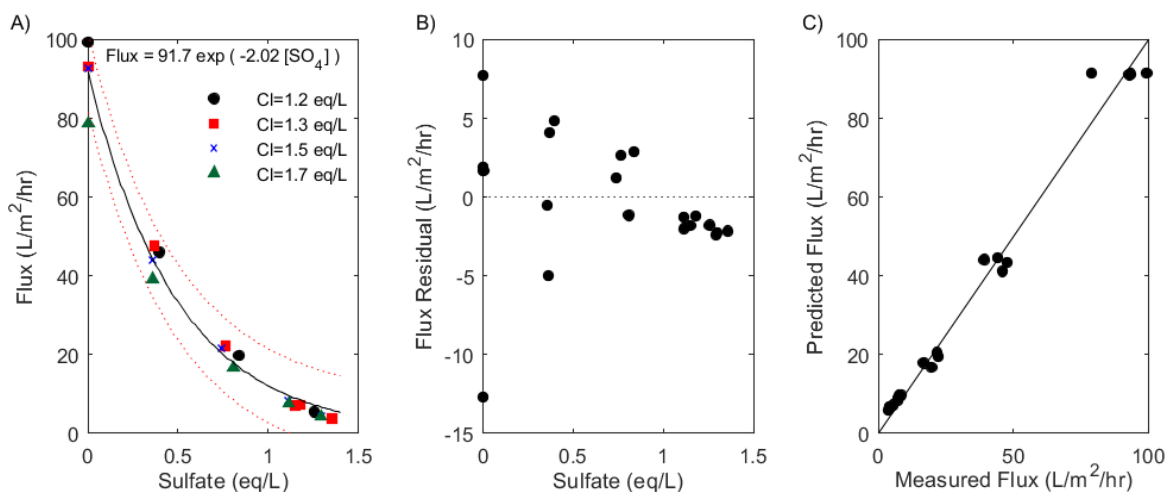 A)
Flux = 91.7 exp ( -2.02 [SO4] )
Cl=1.2 eq/L
Cl=1.3 eq/L
Cl=1.5 eq/L
Cl=1.7 eq/L
100
80
60
40
20
0
0
0.5
1
1.5
Flux (L/m²/hr)
Sulfate (eq/L)
B)
10
5
0
-5
-10
-15
0
0.5
1
1.5
Flux Residual (L/m²/hr)
Sulfate (eq/L)
C)
100
80
60
40
20
0
0
50
100
Predicted Flux (L/m²/hr)
Measured Flux (L/m²/hr)